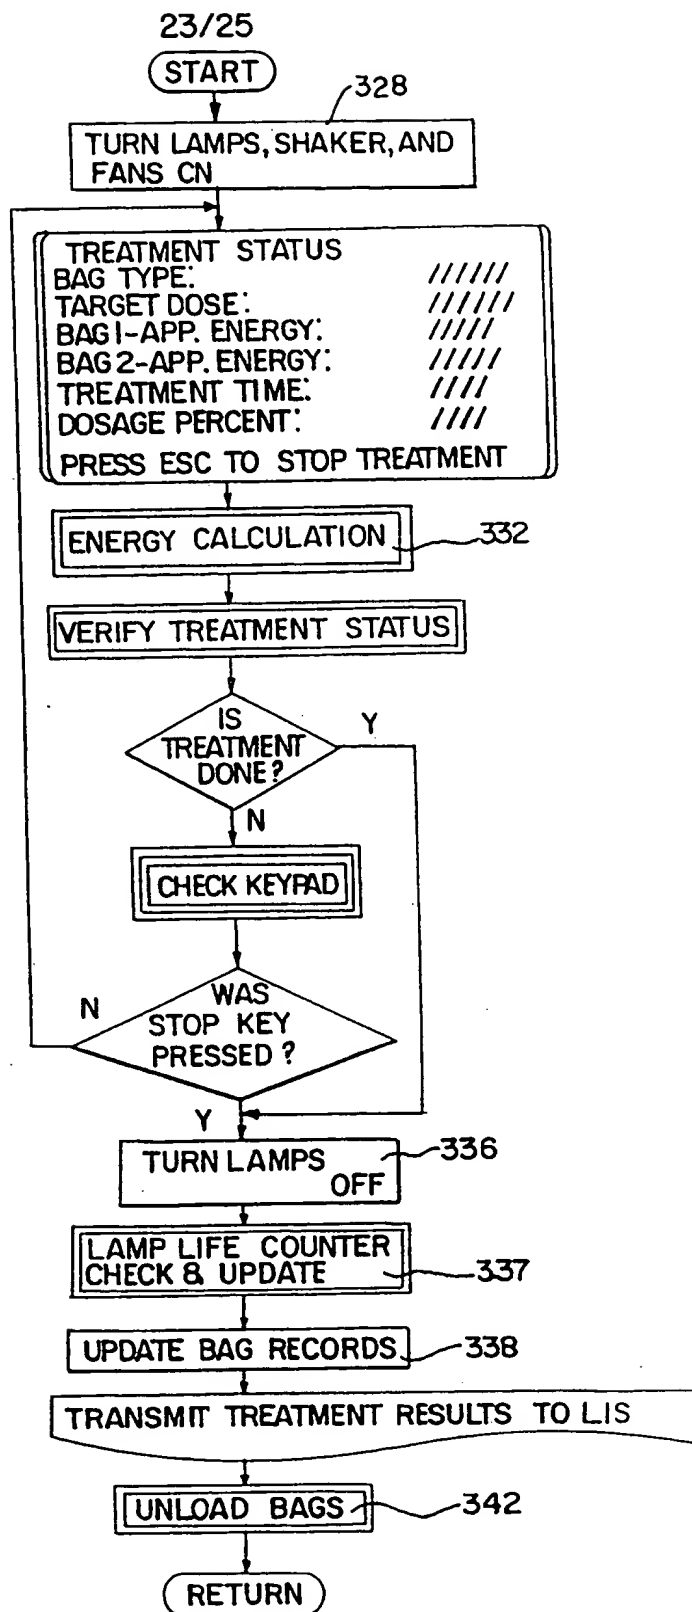 23/25
START
328
TURN LAMPS, SHAKER, AND
FANS CN
TREATMENT STATUS
BAG TYPE: //////
TARGET DOSE: //////
BAG 1-APP. ENERGY: /////
BAG 2-APP. ENERGY: /////
TREATMENT TIME: ////
DOSAGE PERCENT: ////
PRESS ESC TO STOP TREATMENT
ENERGY CALCULATION 332
VERIFY TREATMENT STATUS
IS
TREATMENT
DONE?
Y
N
CHECK KEYPAD
WAS
STOP KEY
PRESSED?
N
Y
TURN LAMPS
OFF
336
LAMP LIFE COUNTER
CHECK & UPDATE
337
UPDATE BAG RECORDS 338
TRANSMIT TREATMENT RESULTS TO LIS
UNLOAD BAGS 342
RETURN